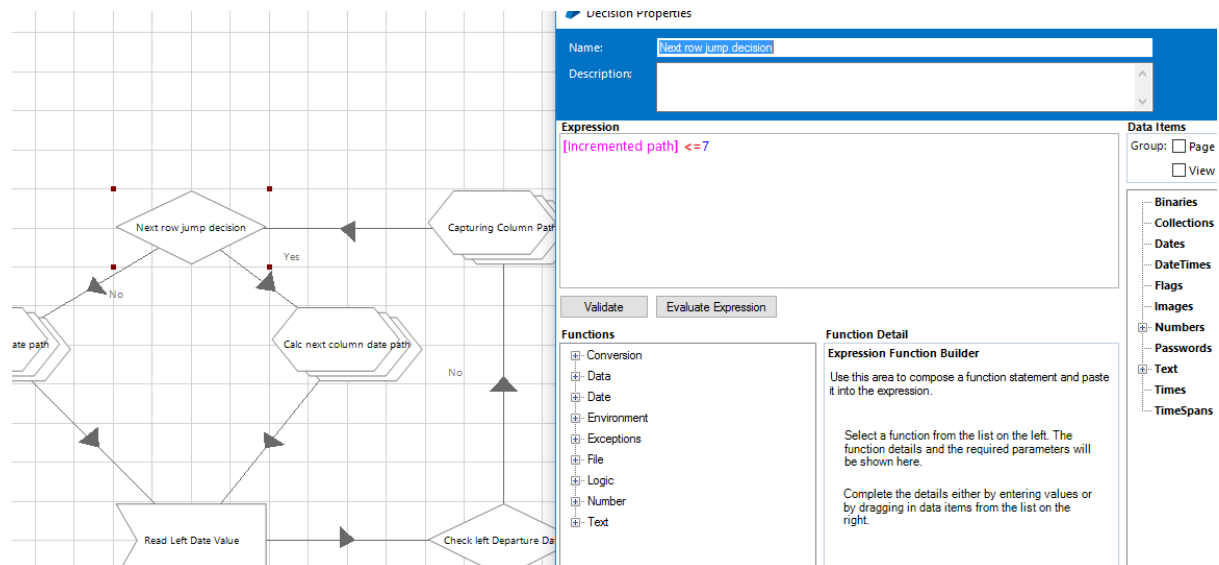 Decision Properties
Name:
Next row jump decision
Description:
Expression
[Incremented path] <=7
Data Items
Group:
Page
View
Binaries
Collections
Dates
DateTimes
Flags
Images
Numbers
Passwords
Text
Times
TimeSpans
Validate
Evaluate Expression
Functions
Conversion
Data
Date
Environment
Exceptions
File
Logic
Number
Text
Function Detail
Expression Function Builder
Use this area to compose a function statement and paste
it into the expression.
Select a function from the list on the left. The
function details and the required parameters will
be shown here.
Complete the details either by entering values or
by dragging in data items from the list on the
right.
Next row jump decision
Capturing Column Path
Yes
No
ate path
Calc next column date path
No
Read Left Date Value
Check left Departure Da